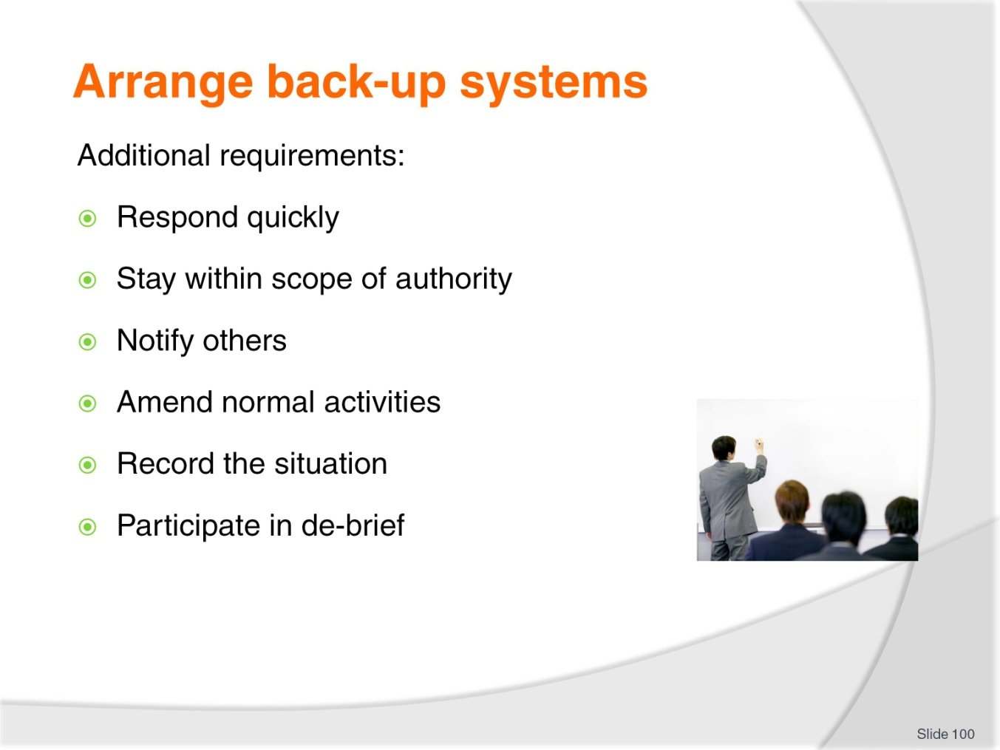 Arrange back-up systems
Additional requirements:
Respond quickly
Stay within scope of authority
Notify others
Amend normal activities
Record the situation
Participate in de-brief
Slide 100